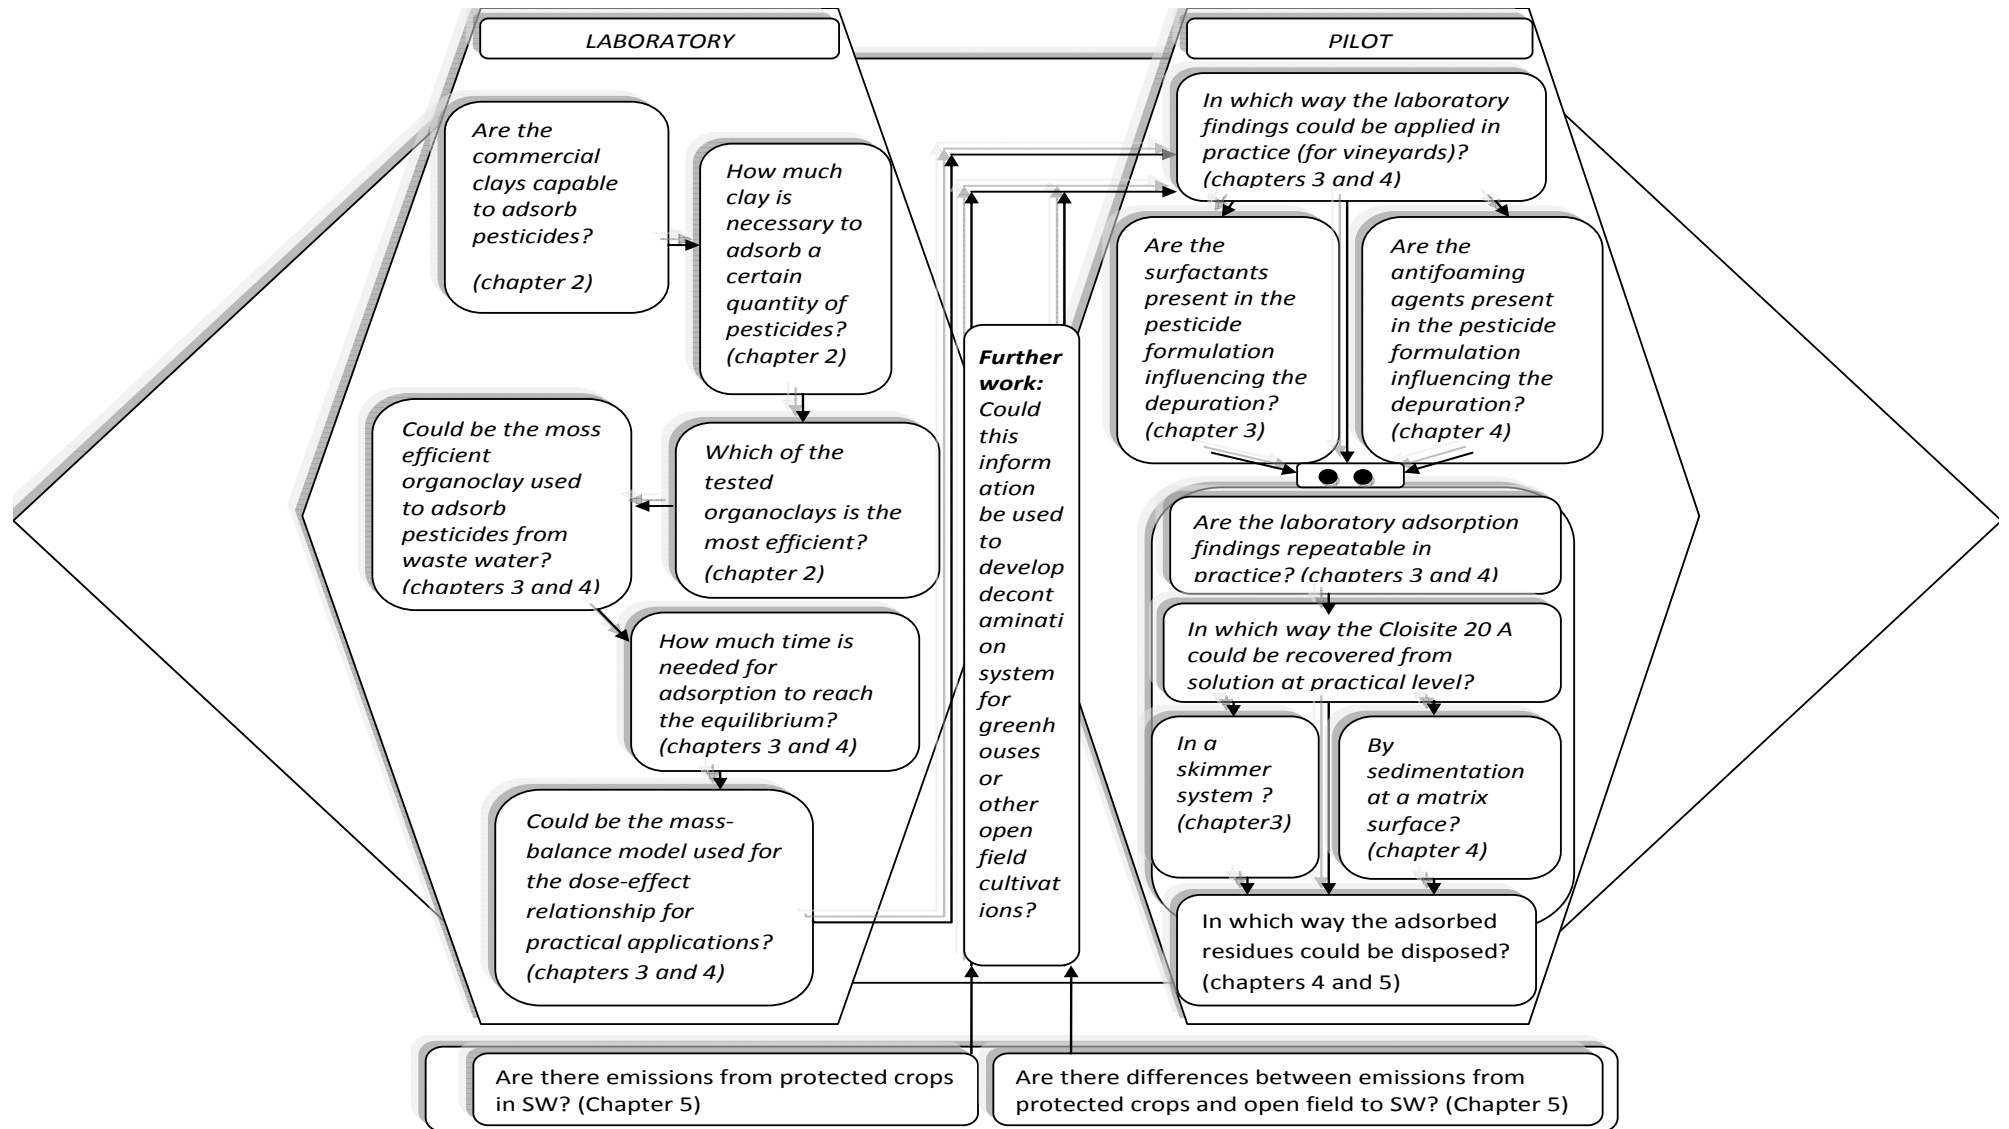 LABORATORY
Are the
commercial
clays capable
to adsorb
pesticides?
(chapter 2)
How much
clay is
necessary to
adsorb a
certain
quantity of
pesticides?
(chapter 2)
Which of the
tested
organoclays is the
most efficient?
(chapter 2)
Could be the moss
efficient
organoclay used
to adsorb
pesticides from
waste water?
(chapters 3 and 4)
How much time is
needed for
adsorption to reach
the equilibrium?
(chapters 3 and 4)
Could be the mass-
balance model used for
the dose-effect
relationship for
practical applications?
(chapters 3 and 4)
Further
work:
Could
this
inform
ation
be used
to
develop
decont
aminati
on
system
for
greenh
ouses
or
other
open
field
cultivat
ions?
PILOT
In which way the laboratory
findings could be applied in
practice (for vineyards)?
(chapters 3 and 4)
Are the
surfactants
present in the
pesticide
formulation
influencing the
depuration?
(chapter 3)
Are the
antifoaming
agents present
in the pesticide
formulation
influencing the
depuration?
(chapter 4)
Are the laboratory adsorption
findings repeatable in
practice? (chapters 3 and 4)
In which way the Cloisite 20 A
could be recovered from
solution at practical level?
In a
skimmer
system ?
(chapter3)
By
sedimentation
at a matrix
surface?
(chapter 4)
In which way the adsorbed
residues could be disposed?
(chapters 4 and 5)
Are there emissions from protected crops
in SW? (Chapter 5)
Are there differences between emissions from
protected crops and open field to SW? (Chapter 5)